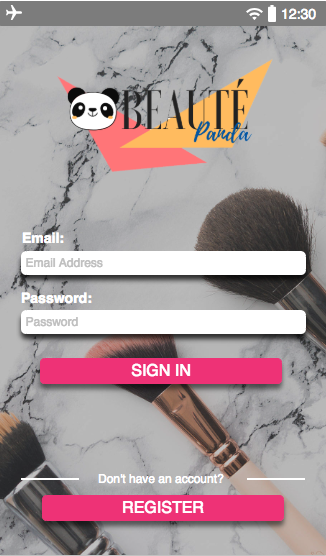 12:30
BEAUTÉ
Panda
Email:
Email Address
Password:
Password
SIGN IN
Don't have an account?
REGISTER